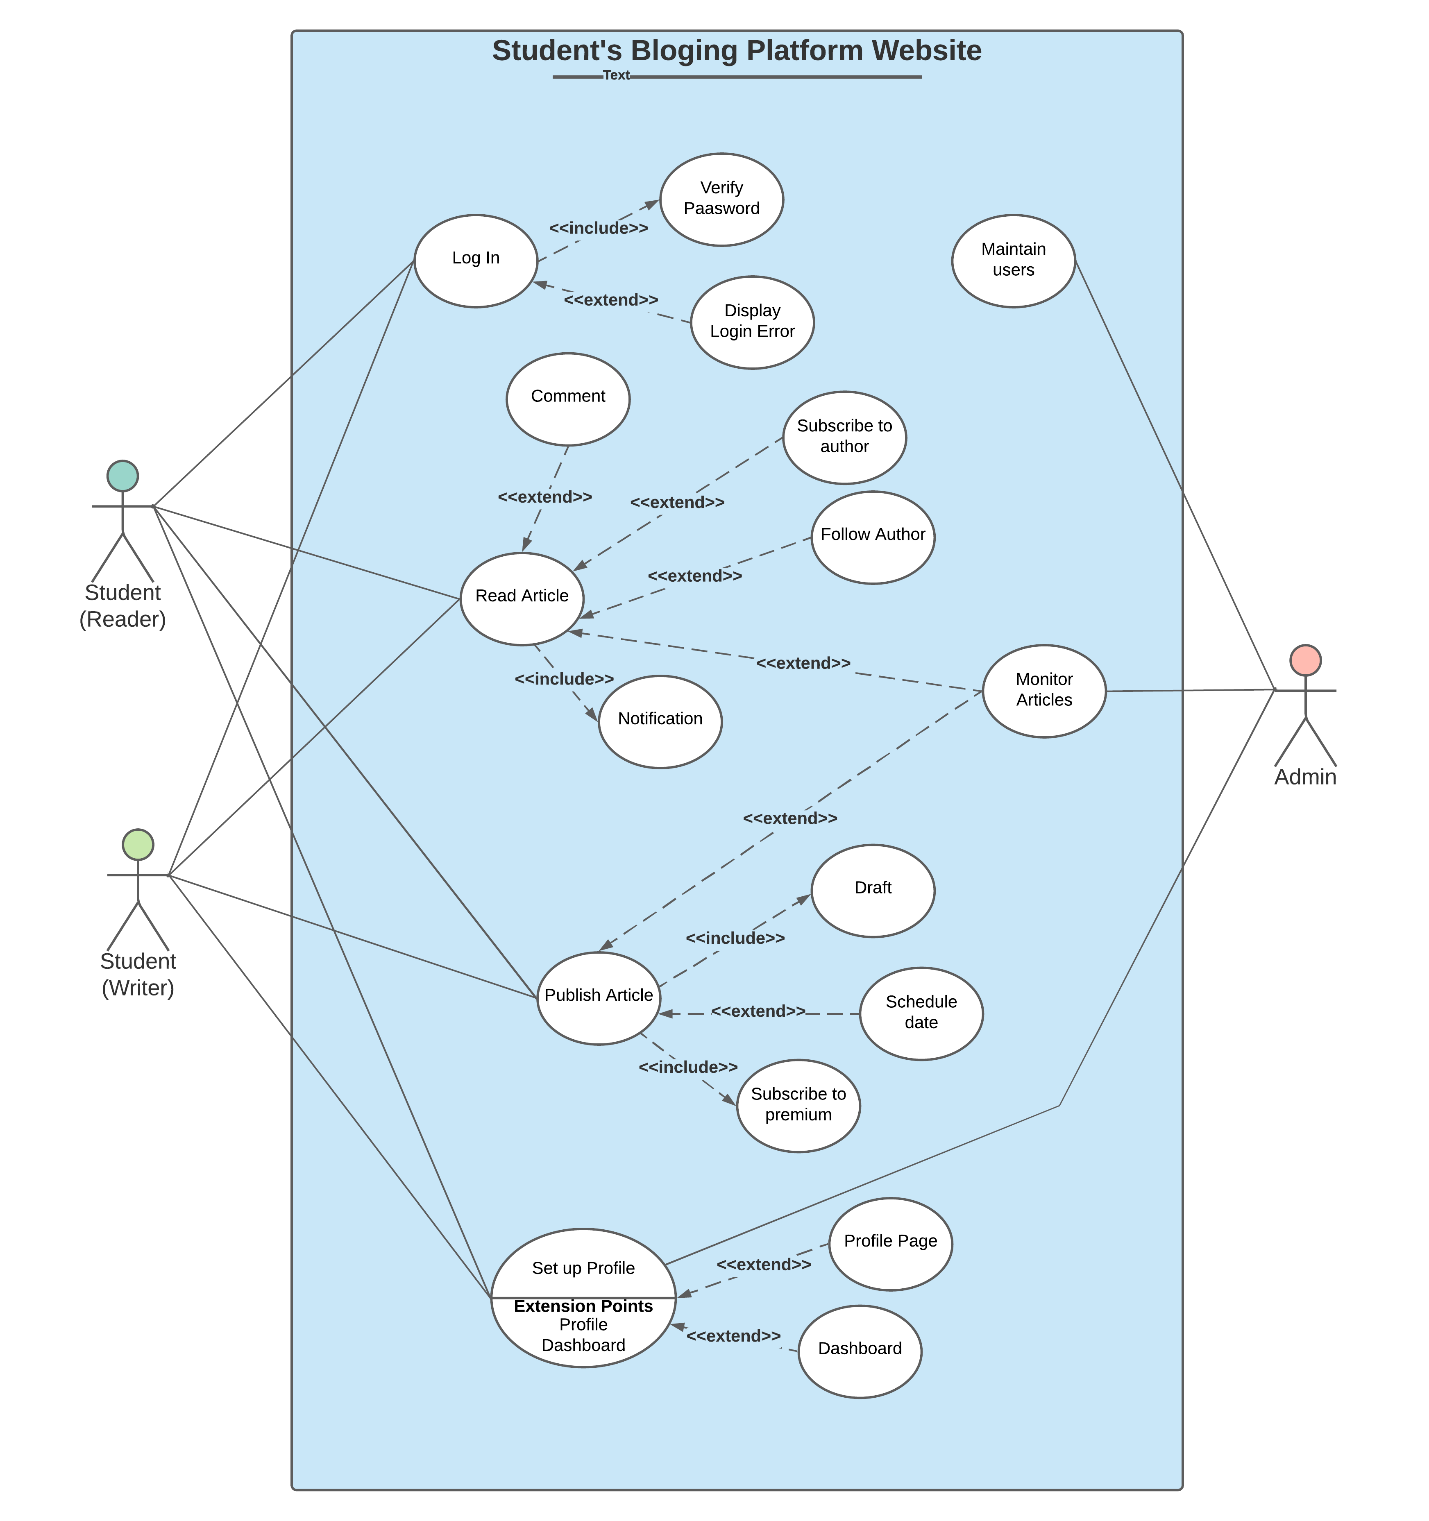 Student's Bloging Platform Website
Text
Verify
Paasword
<<include>>
Log In
Maintain
users
<<extend>>
Display
Login Error
Comment
Subscribe to
author
<<extend>>
<<extend>>
Follow Author
<<extend>>
Student
(Reader)
Read Article
<<extend>>
<<include>>
Monitor
Articles
Notification
Admin
<<extend>>
Draft
<<include>>
Student
(Writer)
Publish Article
<<extend>>
Schedule
date
<<include>>
Subscribe to
premium
Profile Page
<<extend>>
Set up Profile
Extension Points
Profile
Dashboard
<<extend>>
Dashboard